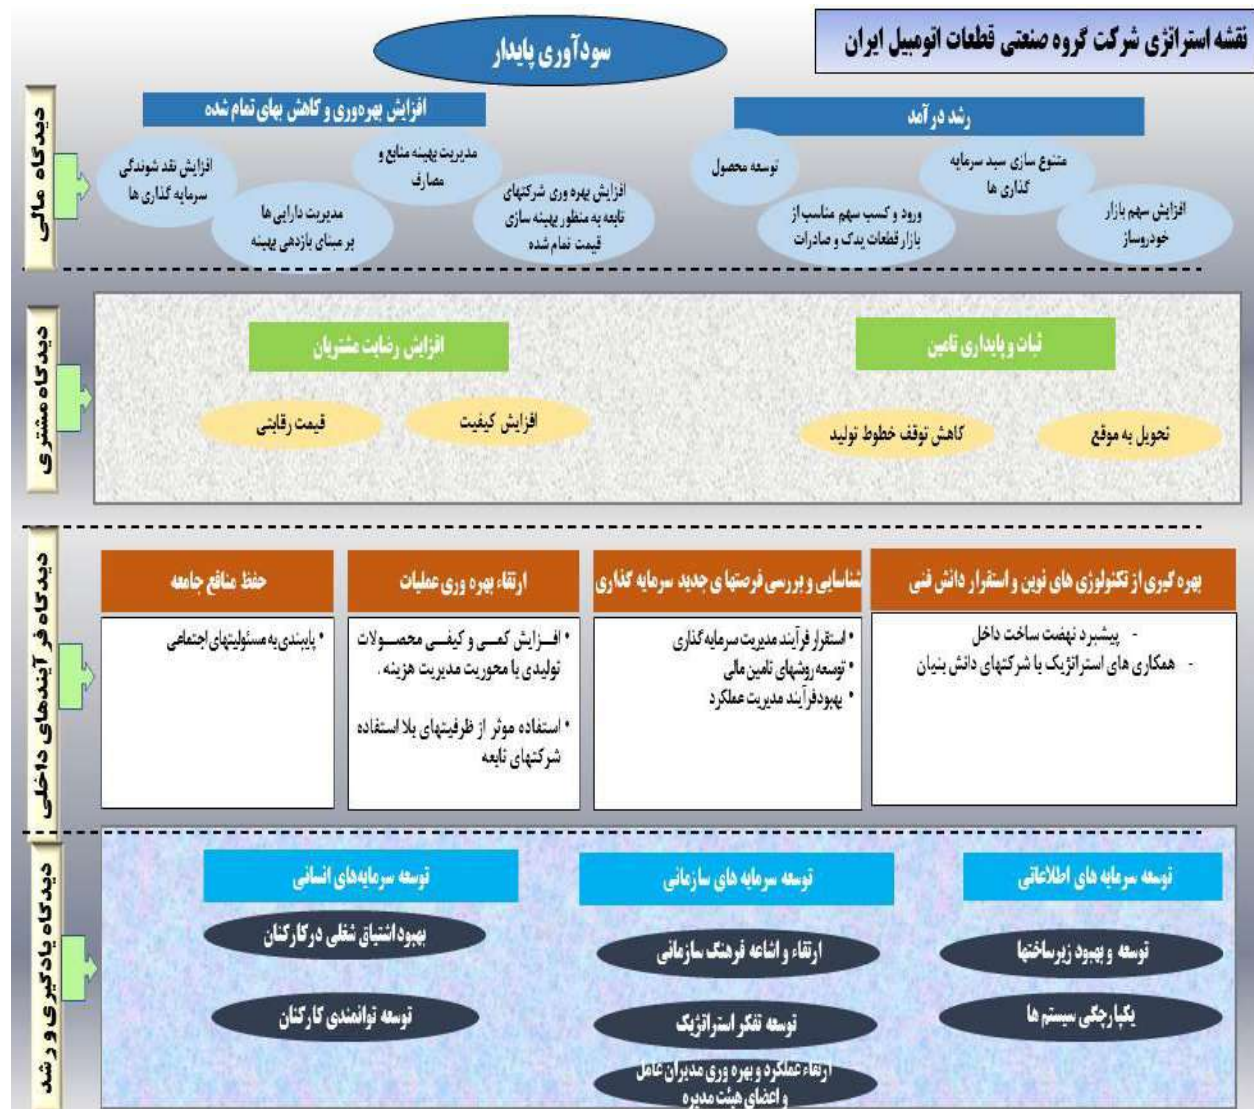 نقشه استراتژی شرکت گروه صنعتی قطعات اتومبیل ایران
سودآوری پایدار
دیدگاه مالی
رشد درآمد
افزایش بهره‌وری و کاهش بهای تمام شده
توسعه محصول
متنوع سازی سبد سرمایه
گذاری ها
ورود و کسب سهم مناسب از
بازار قطعات یدک و صادرات
افزایش سهم بازار
خودروساز
افزایش نقد شوندگی
سرمایه گذاری ها
مدیریت بهینه منابع و
مصارف
مدیریت دارایی ها
بر مبنای بازدهی بهینه
افزایش بهره وری شرکتهای
تابعه به منظور بهینه سازی
قیمت تمام شده
دیدگاه مشتری
ثبات و پایداری تامین
تحویل به موقع
کاهش توقف خطوط تولید
افزایش رضایت مشتریان
افزایش کیفیت
قیمت رقابتی
دیدگاه فرآیندهای داخلی
بهره گیری از تکنولوژی های نوین و استقرار دانش فنی
- پیشبرد نهضت ساخت داخل
- همکاری های استراتژیک با شرکتهای دانش بنیان
شناسایی و بررسی فرصتها ی جدید سرمایه گذاری
• استقرار فرآیند مدیریت سرمایه گذاری
• توسعه روشهای تامین مالی
• بهبودفرآیند مدیریت عملکرد
ارتقاء بهره وری عملیات
• افـزایش کمـی و کیفـی محصـولات
تولیدی با محوریت مدیریت هزینه .
• استفاده موثر از ظرفیتهای بلا استفاده
شرکتهای تابعه
حفظ منافع جامعه
• پایبندی به مسئولیتهای اجتماعی
دیدگاه یادگیری و رشد
توسعه سرمایه های اطلاعاتی
توسعه و بهبود زیرساختها
یکپارچگی سیستم ها
توسعه سرمایه های سازمانی
ارتقاء و اشاعه فرهنگ سازمانی
توسعه تفکر استراتژیک
ارتقاء عملکرد و بهره وری مدیران عامل
و اعضای هیئت مدیره
توسعه سرمایه‌های انسانی
بهبود اشتیاق شغلی درکارکنان
توسعه توانمندی کارکنان